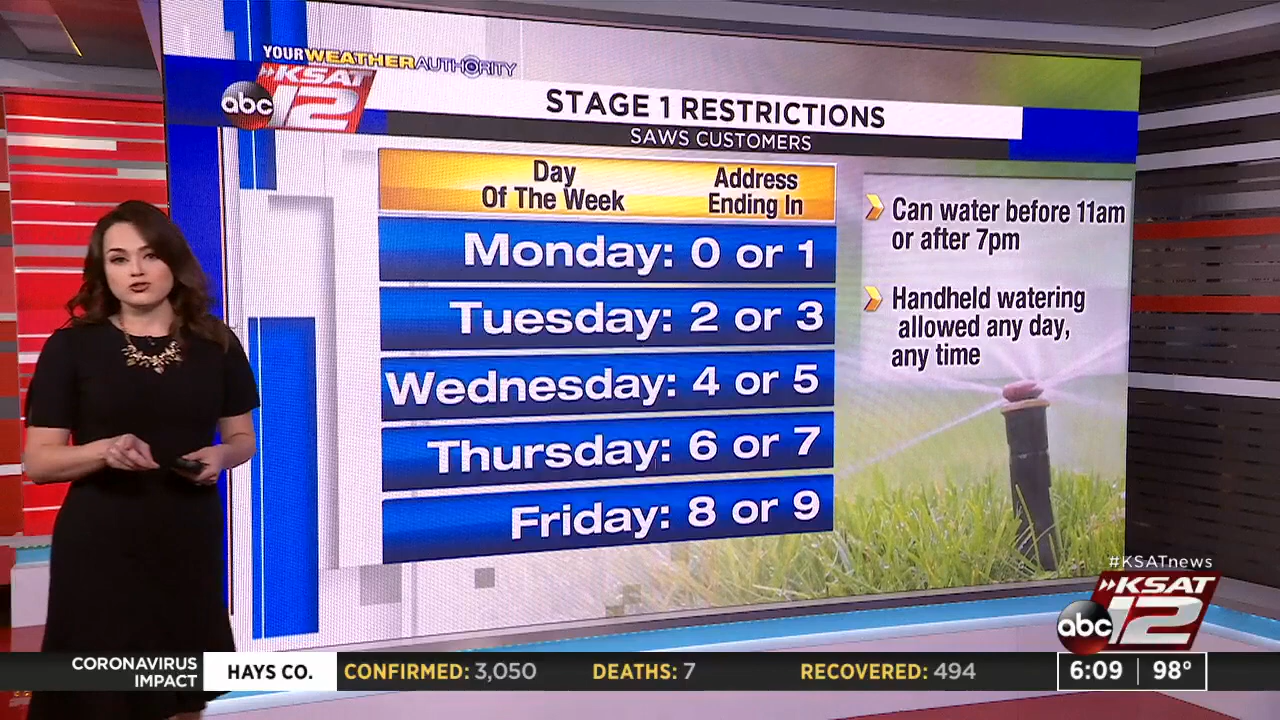 YOURWEATHERAUTHORITY
abc KSAT 12
STAGE 1 RESTRICTIONS
SAWS CUSTOMERS
Day
Of The Week
Address
Ending In
Monday: 0 or 1
Tuesday: 2 or 3
Wednesday: 4 or 5
Thursday: 6 or 7
Friday: 8 or 9
Can water before 11am
or after 7pm
Handheld watering
allowed any day,
any time
#KSATnews
abc KSAT 12
CORONAVIRUS
IMPACT
HAYS CO.
CONFIRMED: 3,050
DEATHS: 7
RECOVERED: 494
6:09
98°